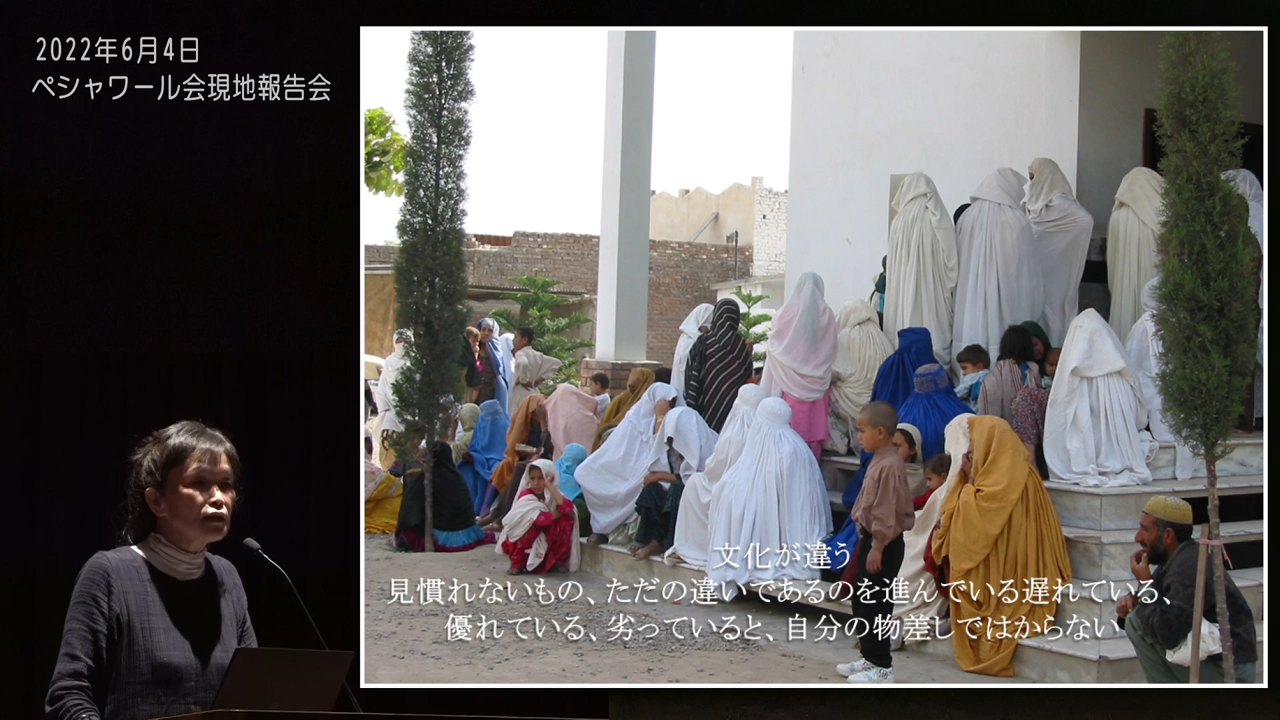 2022年6月4日
ペシャワール会現地報告会
文化が違う
見慣れないもの、ただの違いであるのを進んでいる遅れている、
優れている、劣っていると、自分の物差しではからない